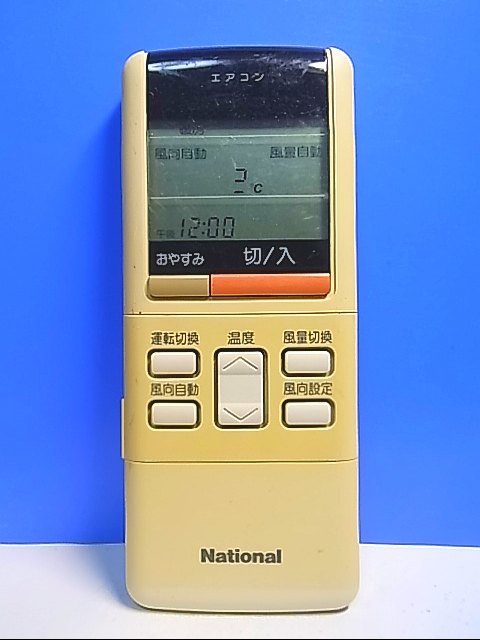 エアコン
風向自動 風量自動
2 °C
午後 12:00
おやすみ 切/入
運転切換 温度 風量切換
風向自動 風向設定
National